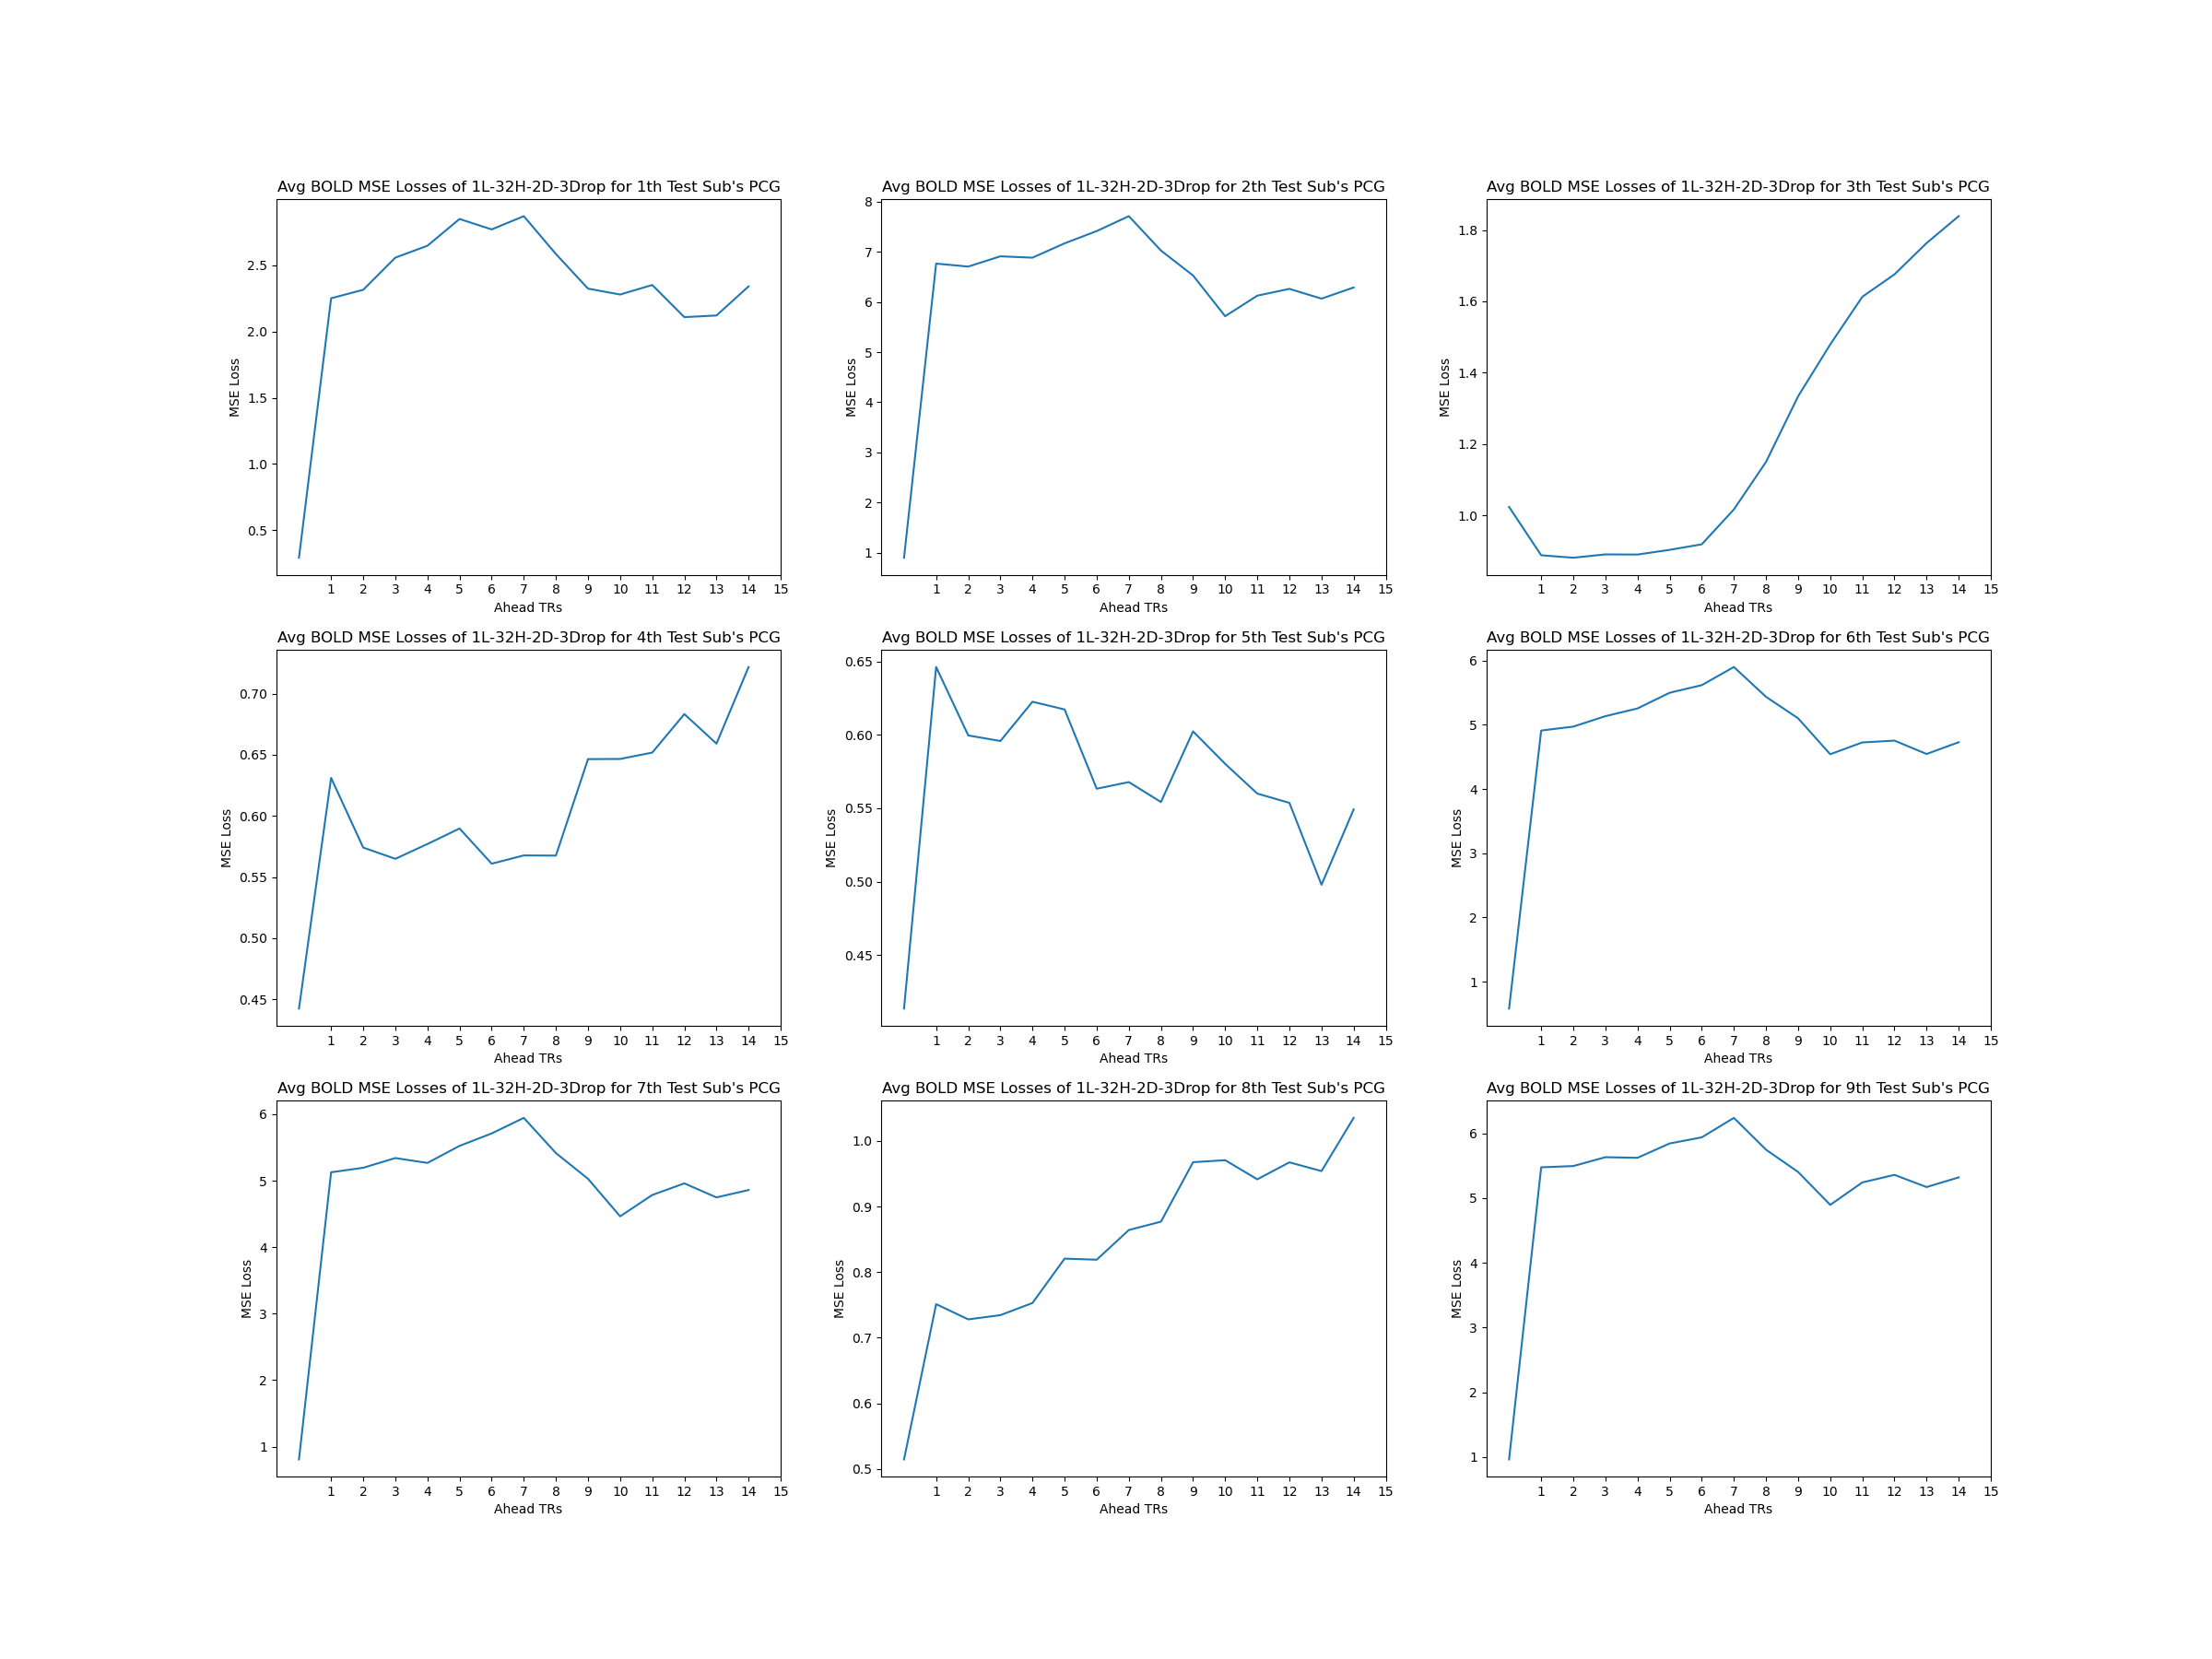 Avg BOLD MSE Losses of 1L-32H-2D-3Drop for 1th Test Sub's PCG
MSE Loss
2.5
2.0
1.5
1.0
0.5
1 2 3 4 5 6 7 8 9 10 11 12 13 14 15
Ahead TRs
Avg BOLD MSE Losses of 1L-32H-2D-3Drop for 2th Test Sub's PCG
MSE Loss
8
7
6
5
4
3
2
1
1 2 3 4 5 6 7 8 9 10 11 12 13 14 15
Ahead TRs
Avg BOLD MSE Losses of 1L-32H-2D-3Drop for 3th Test Sub's PCG
MSE Loss
1.8
1.6
1.4
1.2
1.0
1 2 3 4 5 6 7 8 9 10 11 12 13 14 15
Ahead TRs
Avg BOLD MSE Losses of 1L-32H-2D-3Drop for 4th Test Sub's PCG
MSE Loss
0.70
0.65
0.60
0.55
0.50
0.45
1 2 3 4 5 6 7 8 9 10 11 12 13 14 15
Ahead TRs
Avg BOLD MSE Losses of 1L-32H-2D-3Drop for 5th Test Sub's PCG
MSE Loss
0.65
0.60
0.55
0.50
0.45
1 2 3 4 5 6 7 8 9 10 11 12 13 14 15
Ahead TRs
Avg BOLD MSE Losses of 1L-32H-2D-3Drop for 6th Test Sub's PCG
MSE Loss
6
5
4
3
2
1
1 2 3 4 5 6 7 8 9 10 11 12 13 14 15
Ahead TRs
Avg BOLD MSE Losses of 1L-32H-2D-3Drop for 7th Test Sub's PCG
MSE Loss
6
5
4
3
2
1
1 2 3 4 5 6 7 8 9 10 11 12 13 14 15
Ahead TRs
Avg BOLD MSE Losses of 1L-32H-2D-3Drop for 8th Test Sub's PCG
MSE Loss
1.0
0.9
0.8
0.7
0.6
0.5
1 2 3 4 5 6 7 8 9 10 11 12 13 14 15
Ahead TRs
Avg BOLD MSE Losses of 1L-32H-2D-3Drop for 9th Test Sub's PCG
MSE Loss
6
5
4
3
2
1
1 2 3 4 5 6 7 8 9 10 11 12 13 14 15
Ahead TRs